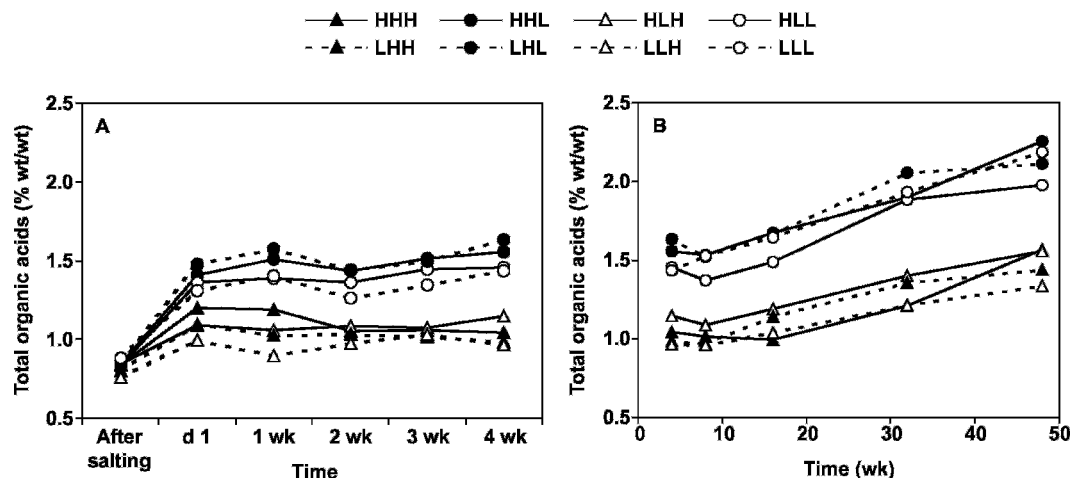 HHH HHL HLH HLL
LHH LHL LLH LLL
A
Total organic acids (% wt/wt)
2.5
2.0
1.5
1.0
0.5
After salting
d 1 1 wk 2 wk 3 wk 4 wk
Time
B
Total organic acids (% wt/wt)
2.5
2.0
1.5
1.0
0.5
0 10 20 30 40 50
Time (wk)